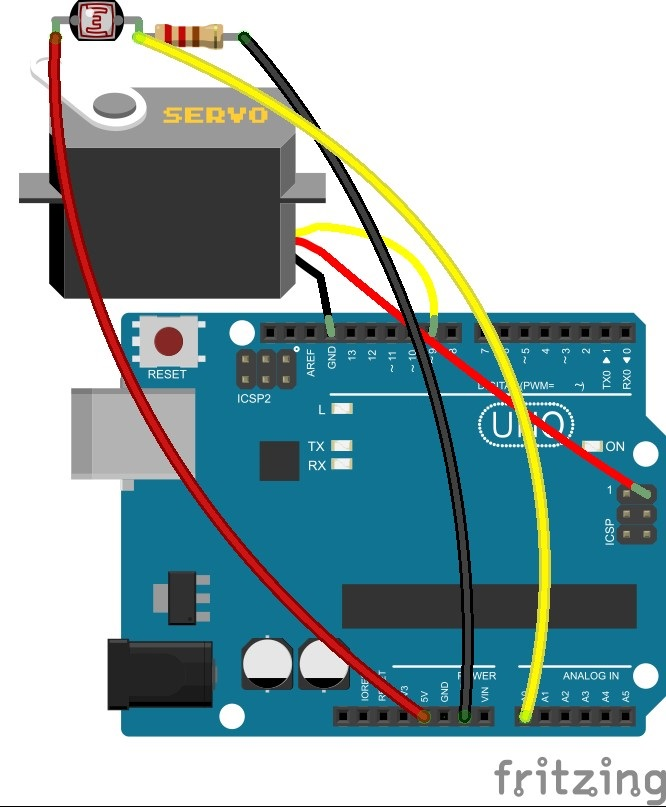 SERVO
RESET
ICSP2
AREF
GND
13
12
~11
~10
9
8
7
~5
4
~3
2
TX0 1
RX0 0
L
TX
RX
UNO
ON
1
ICSP
POWER
ANALOG IN
5V
GND
VIN
A0
A1
A2
A3
A4
A5
fritzing